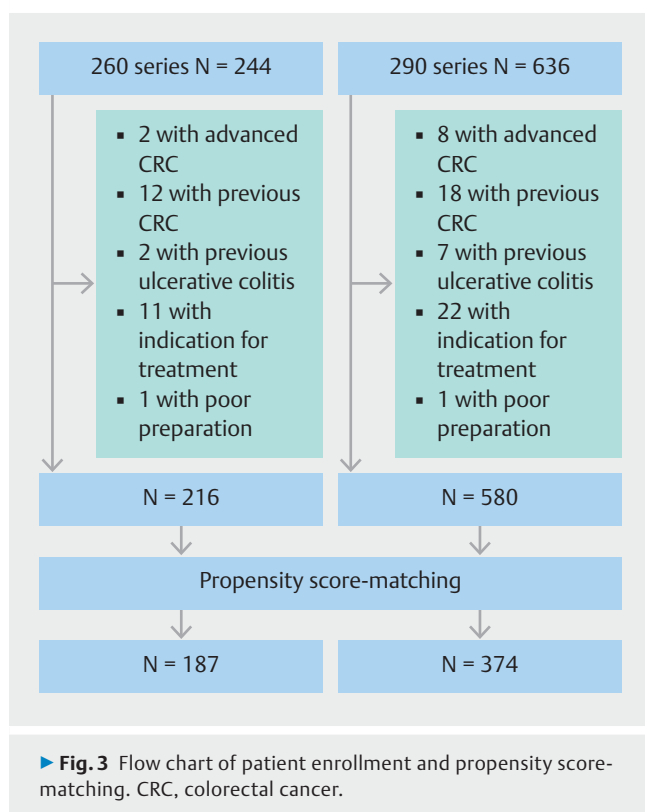 260 series N = 244
290 series N = 636
▪ 2 with advanced
CRC
▪ 12 with previous
CRC
▪ 2 with previous
ulcerative colitis
▪ 11 with
indication for
treatment
▪ 1 with poor
preparation
▪ 8 with advanced
CRC
▪ 18 with previous
CRC
▪ 7 with previous
ulcerative colitis
▪ 22 with
indication for
treatment
▪ 1 with poor
preparation
N = 216
N = 580
Propensity score-matching
N = 187
N = 374
▶ Fig. 3 Flow chart of patient enrollment and propensity score-
matching. CRC, colorectal cancer.